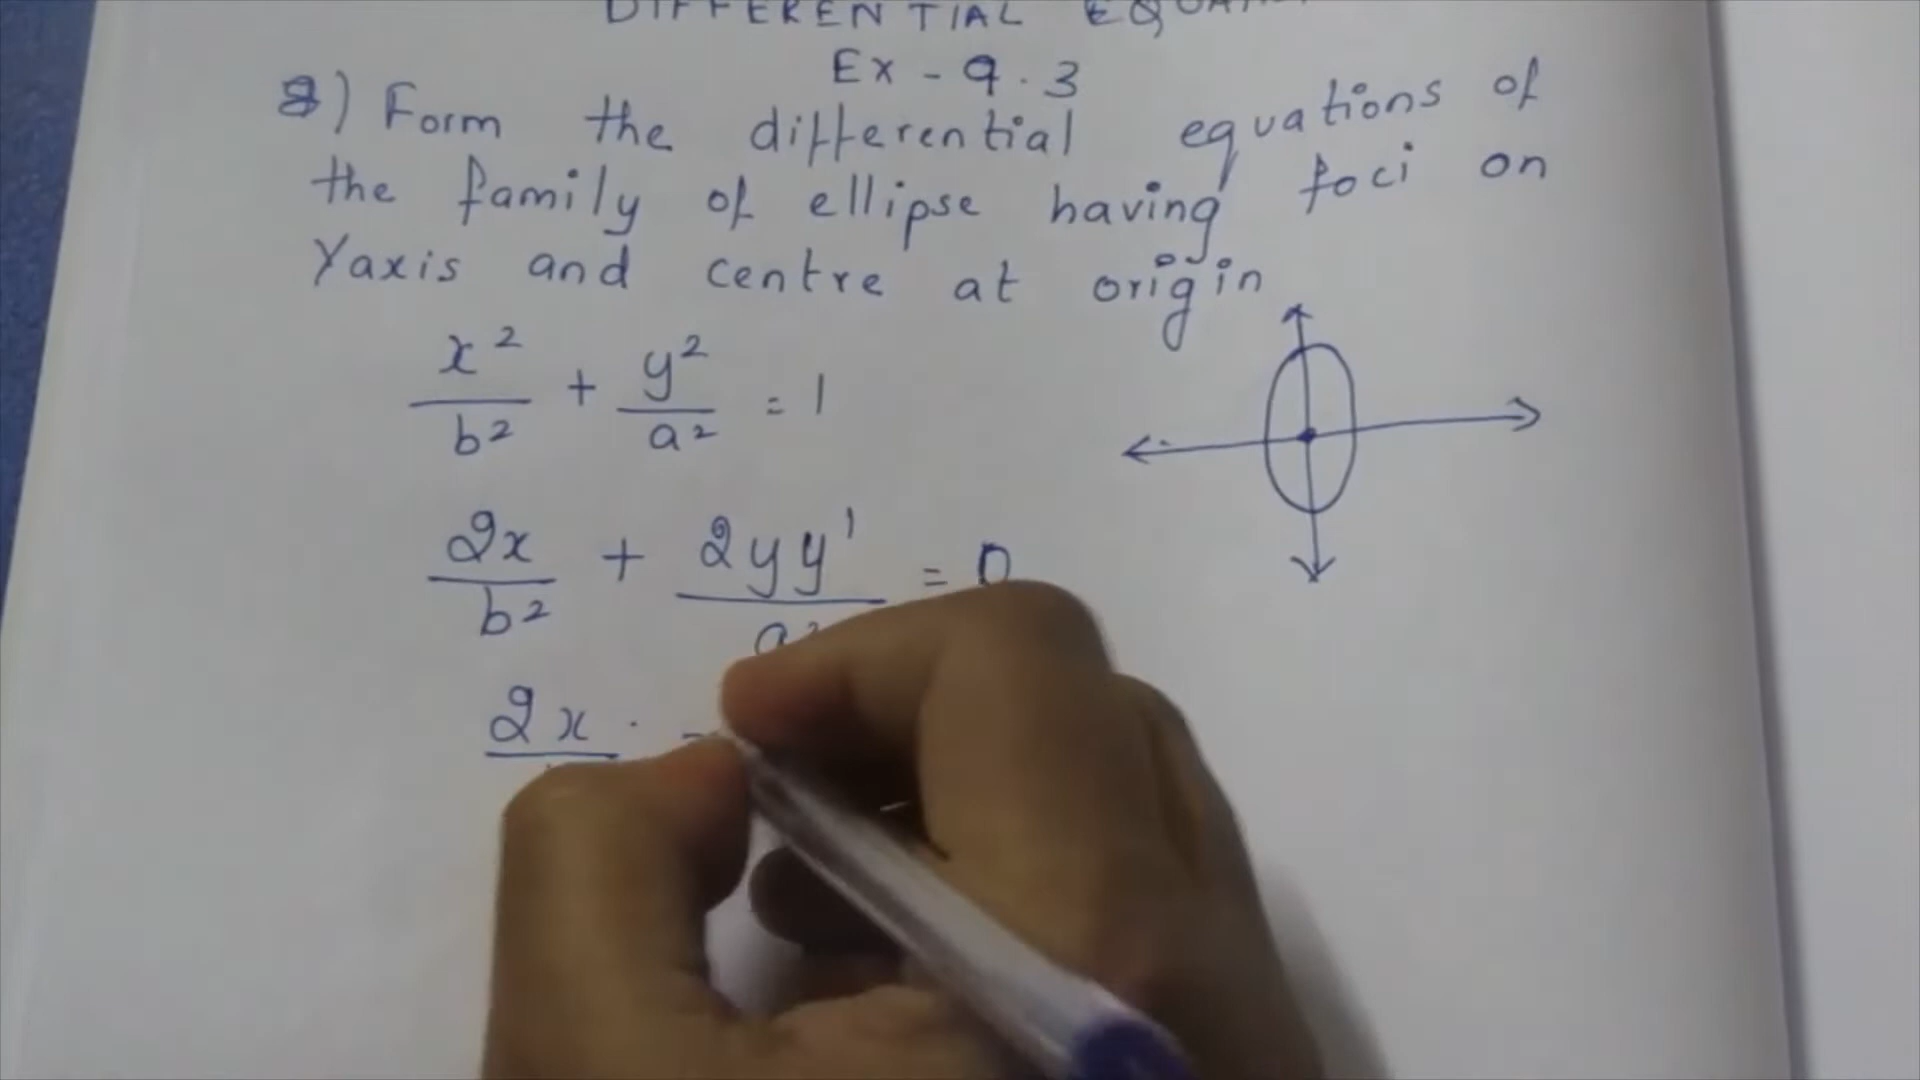 DIFFERENTIAL
Ex - 9.3
8) Form the differential equations of
the family of ellipse having foci on
Yaxis and centre at origin
x²/b² + y²/a² = 1
2x/b² + 2yy'/a² = 0
2x